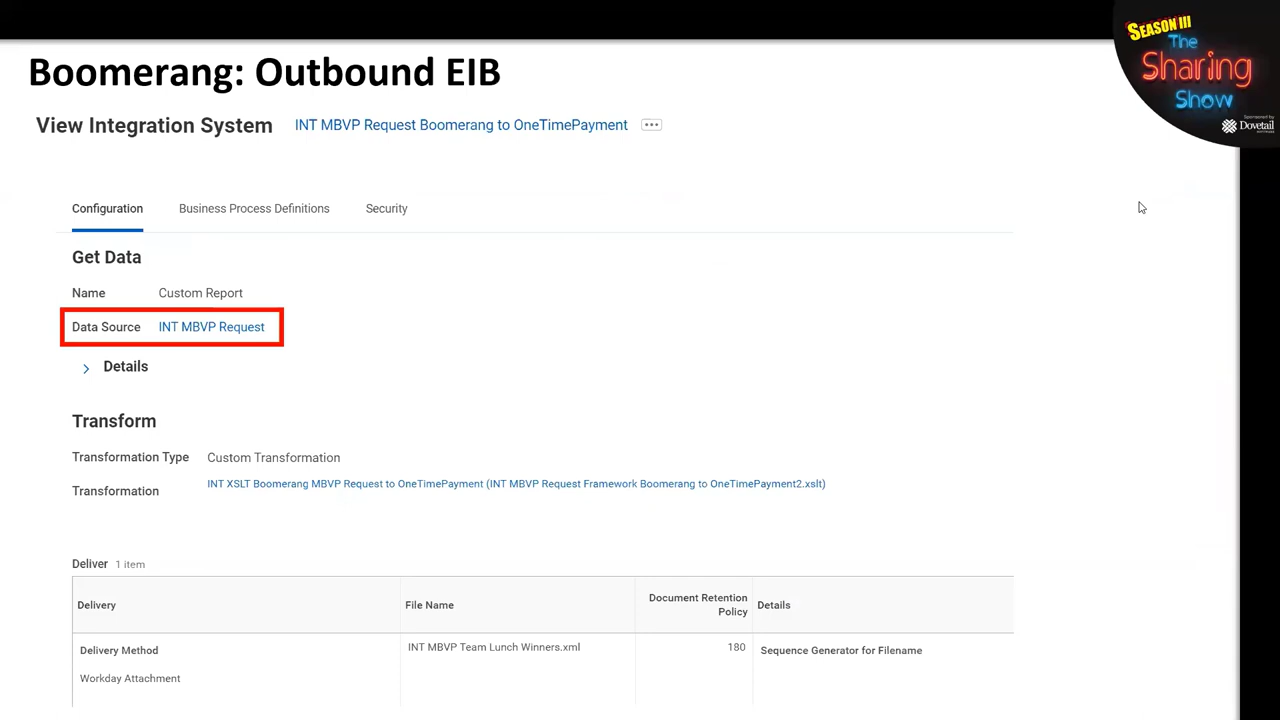 SEASON III
The
Sharing
Show
Sponsored by
Dovetail
SOFTWARE
Boomerang: Outbound EIB
View Integration System INT MBVP Request Boomerang to OneTimePayment
Configuration Business Process Definitions Security
Get Data
Name Custom Report
Data Source INT MBVP Request
Details
Transform
Transformation Type Custom Transformation
Transformation INT XSLT Boomerang MBVP Request to OneTimePayment (INT MBVP Request Framework Boomerang to OneTimePayment2.xslt)
Deliver 1 item
Delivery File Name Document Retention Policy Details
Delivery Method INT MBVP Team Lunch Winners.xml 180 Sequence Generator for Filename
Workday Attachment